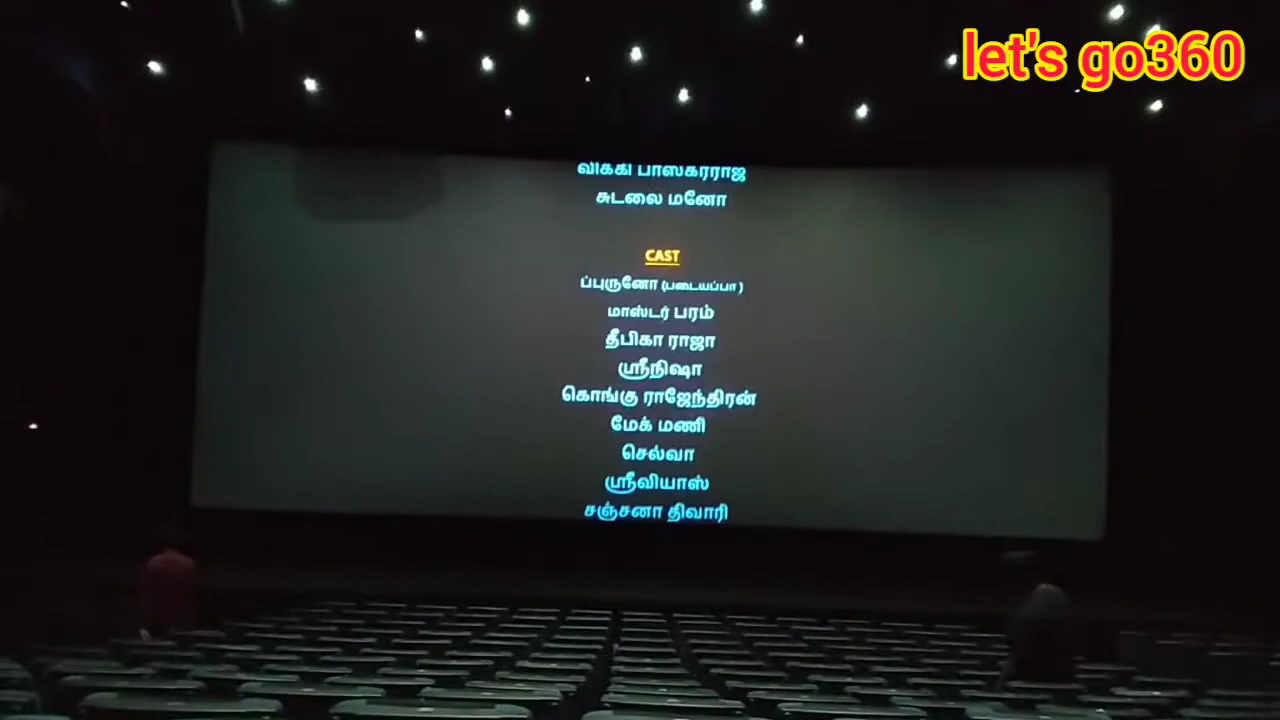 let's go360
விக்கி பாஸ்கரராஜ்
சுடலை மனோ
CAST
ப்புருனோ (படையப்பா)
மாஸ்டர் பரம்
தீபிகா ராஜா
ஸ்ரீநிஷா
கொங்கு ராஜேந்திரன்
மேக் மணி
செல்வா
ஸ்ரீவியாஸ்
சஞ்சனா திவாரி